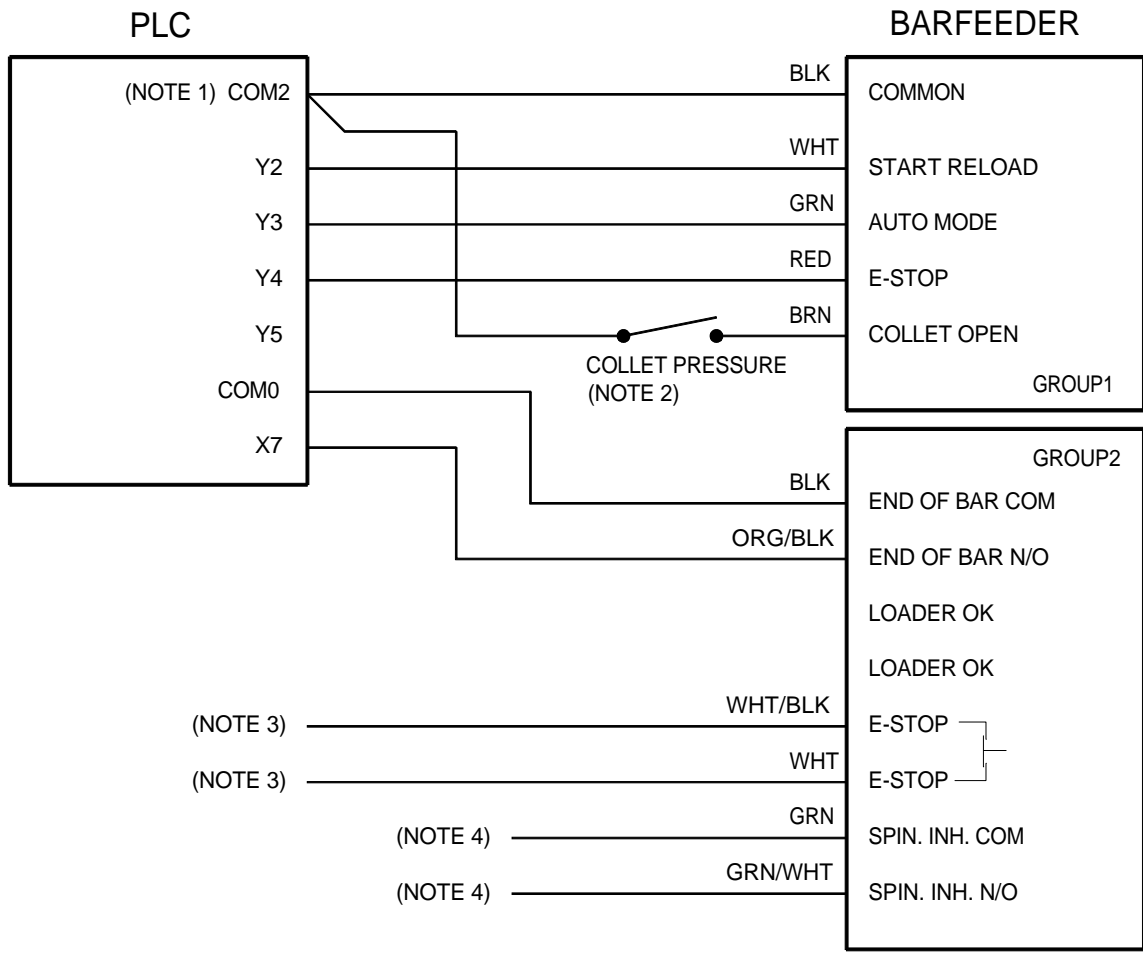 PLC
BARFEEDER
(NOTE 1) COM2
BLK
COMMON
Y2
WHT
START RELOAD
Y3
GRN
AUTO MODE
Y4
RED
E-STOP
Y5
BRN
COLLET OPEN
COLLET PRESSURE
(NOTE 2)
COM0
GROUP1
X7
GROUP2
BLK
END OF BAR COM
ORG/BLK
END OF BAR N/O
LOADER OK
LOADER OK
(NOTE 3)
WHT/BLK
E-STOP
(NOTE 3)
WHT
E-STOP
(NOTE 4)
GRN
SPIN. INH. COM
(NOTE 4)
GRN/WHT
SPIN. INH. N/O